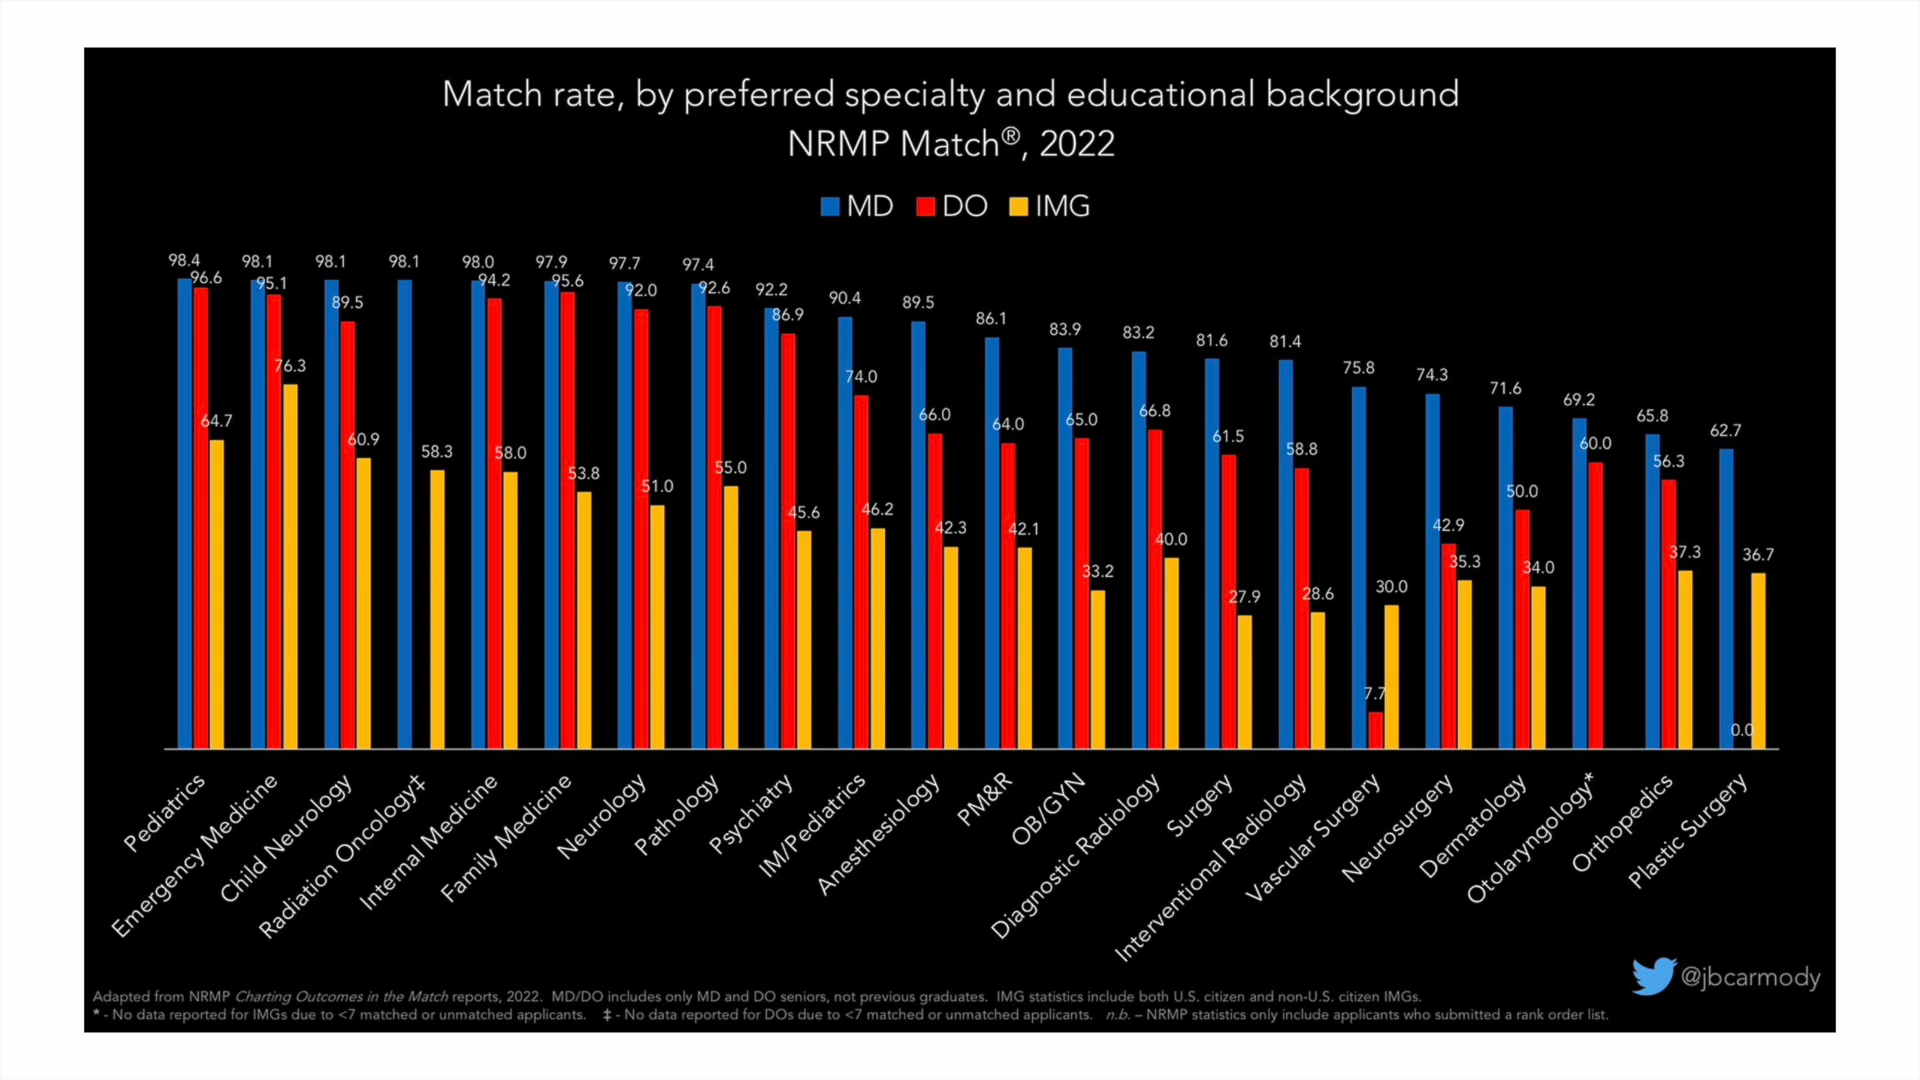 Match rate, by preferred specialty and educational background
NRMP Match®, 2022
MD DO IMG
98.4 96.6 64.7
98.1 95.1 76.3
98.1 89.5 60.9
98.1 58.3
98.0 94.2 58.0
97.9 95.6 53.8
97.7 92.0 51.0
97.4 92.6 55.0
92.2 86.9 45.6
90.4 74.0 46.2
89.5 66.0 42.3
86.1 64.0 42.1
83.9 65.0 33.2
83.2 66.8 40.0
81.6 61.5 27.9
81.4 58.8 28.6
75.8 7.7 30.0
74.3 42.9 35.3
71.6 50.0 34.0
69.2 60.0
65.8 56.3 37.3
62.7 0.0 36.7
Pediatrics
Emergency Medicine
Child Neurology
Radiation Oncology‡
Internal Medicine
Family Medicine
Neurology
Pathology
Psychiatry
IM/Pediatrics
Anesthesiology
PM&R
OB/GYN
Diagnostic Radiology
Surgery
Interventional Radiology
Vascular Surgery
Neurosurgery
Dermatology
Otolaryngology*
Orthopedics
Plastic Surgery
@jbcarmody
Adapted from NRMP Charting Outcomes in the Match reports, 2022. MD/DO includes only MD and DO seniors, not previous graduates. IMG statistics include both U.S. citizen and non-U.S. citizen IMGs.
* - No data reported for IMGs due to <7 matched or unmatched applicants. ‡ - No data reported for DOs due to <7 matched or unmatched applicants. n.b. – NRMP statistics only include applicants who submitted a rank order list.